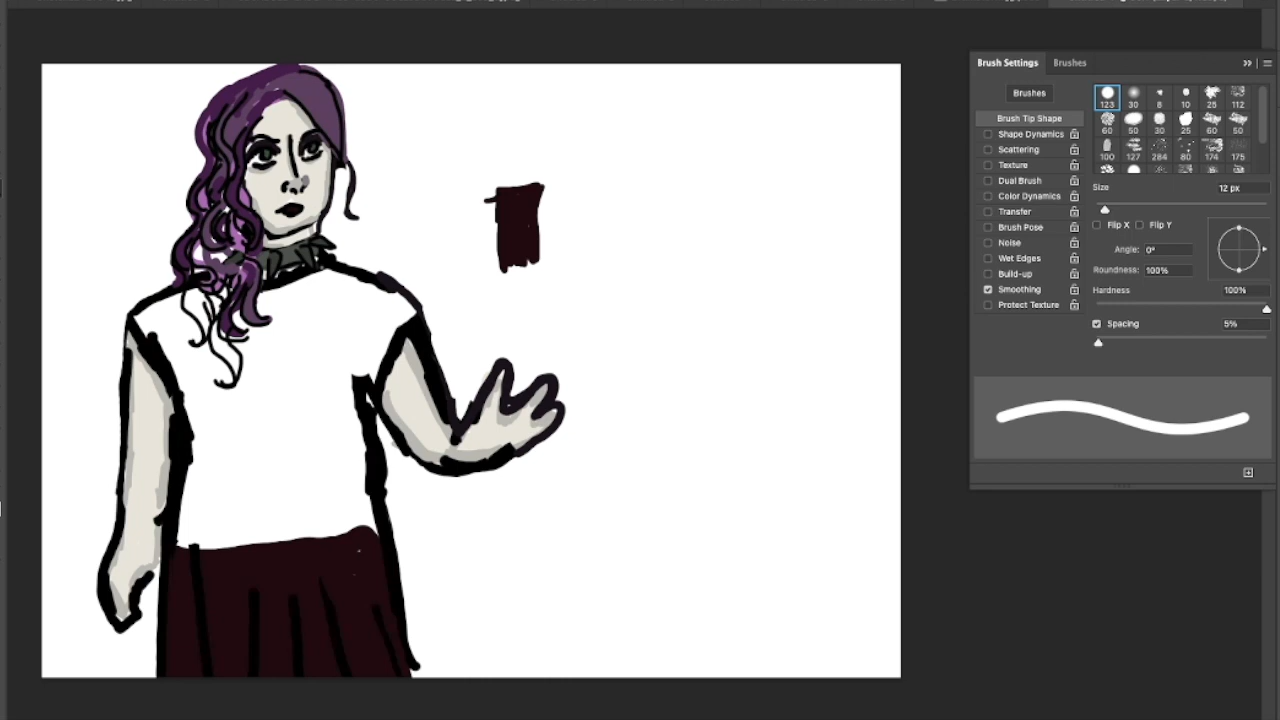 Brush Settings Brushes
Brushes
123 30 8 10 25 112
Brush Tip Shape
60 50 30 25 60 50
Shape Dynamics
Scattering
100 127 284 80 174 175
Texture
Dual Brush
Size 12 px
Color Dynamics
Transfer
Flip X Flip Y
Brush Pose
Noise
Angle: 0°
Wet Edges
Roundness: 100%
Build-up
Smoothing
Hardness 100%
Protect Texture
Spacing 5%